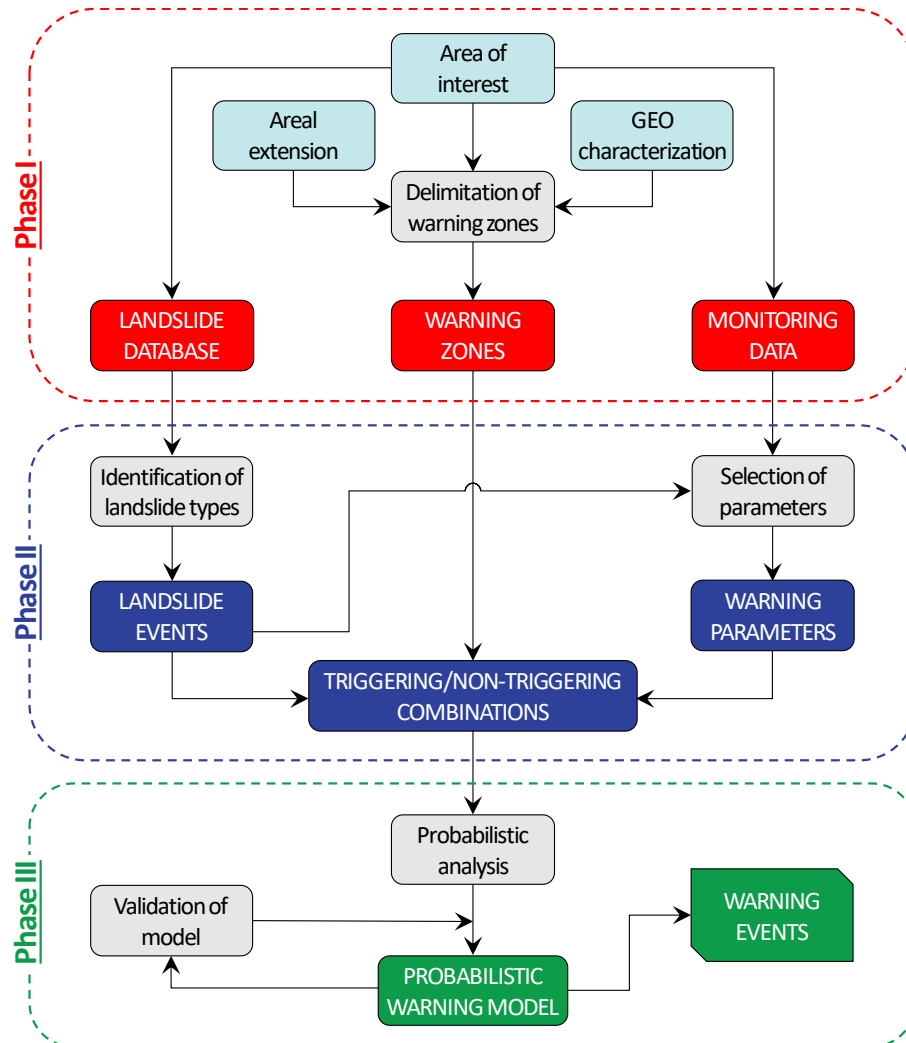 Phase I
Area of
interest
Areal
extension
GEO
characterization
Delimitation of
warning zones
LANDSLIDE
DATABASE
WARNING
ZONES
MONITORING
DATA
Phase II
Identification of
landslide types
Selection of
parameters
LANDSLIDE
EVENTS
WARNING
PARAMETERS
TRIGGERING/NON-TRIGGERING
COMBINATIONS
Phase III
Probabilistic
analysis
Validation of
model
WARNING
EVENTS
PROBABILISTIC
WARNING MODEL